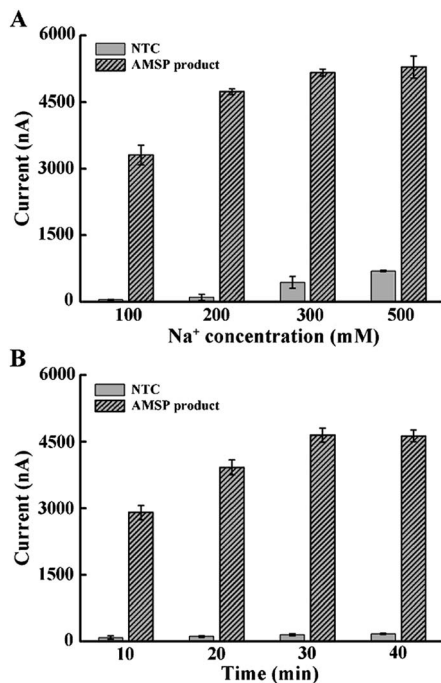 A
6000
NTC
AMSP product
4500
Current (nA)
3000
1500
0
100 200 300 500
Na⁺ concentration (mM)
B
6000
NTC
AMSP product
4500
Current (nA)
3000
1500
0
10 20 30 40
Time (min)